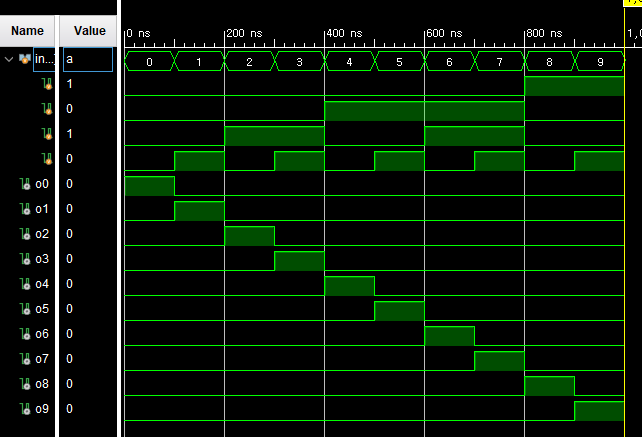 Name Value 0 ns 200 ns 400 ns 600 ns 800 ns
in... a 0 1 2 3 4 5 6 7 8 9
1
0
1
0
o0 0
o1 0
o2 0
o3 0
o4 0
o5 0
o6 0
o7 0
o8 0
o9 0